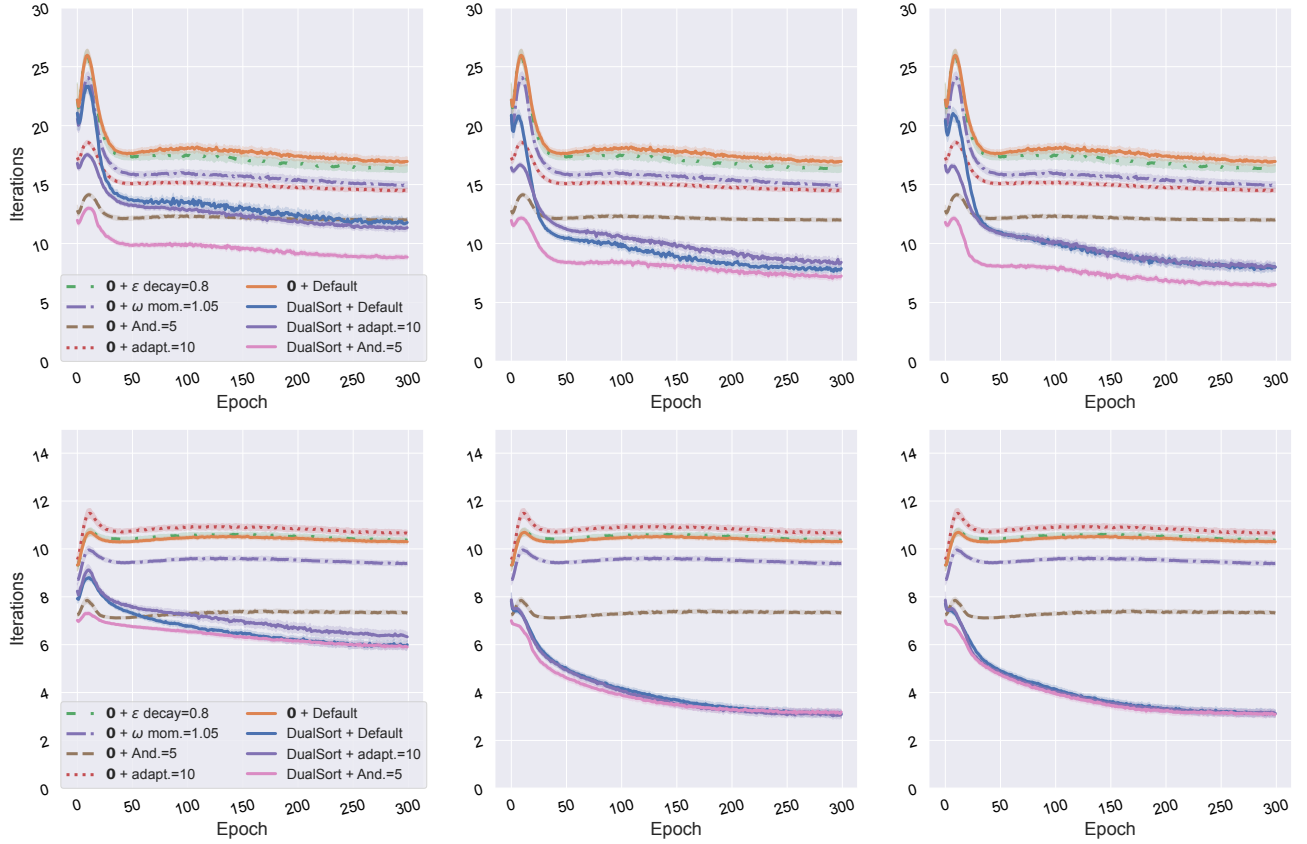 30
25
20
15
10
5
0
Iterations
0 + ε decay=0.8
0 + ω mom.=1.05
0 + And.=5
0 + adapt.=10
0 + Default
DualSort + Default
DualSort + adapt.=10
DualSort + And.=5
0 50 100 150 200 250 300
Epoch
30
25
20
15
10
5
0
0 50 100 150 200 250 300
Epoch
30
25
20
15
10
5
0
0 50 100 150 200 250 300
Epoch
14
12
10
8
6
4
2
0
Iterations
0 + ε decay=0.8
0 + ω mom.=1.05
0 + And.=5
0 + adapt.=10
0 + Default
DualSort + Default
DualSort + adapt.=10
DualSort + And.=5
0 50 100 150 200 250 300
Epoch
14
12
10
8
6
4
2
0
0 50 100 150 200 250 300
Epoch
14
12
10
8
6
4
2
0
0 50 100 150 200 250 300
Epoch